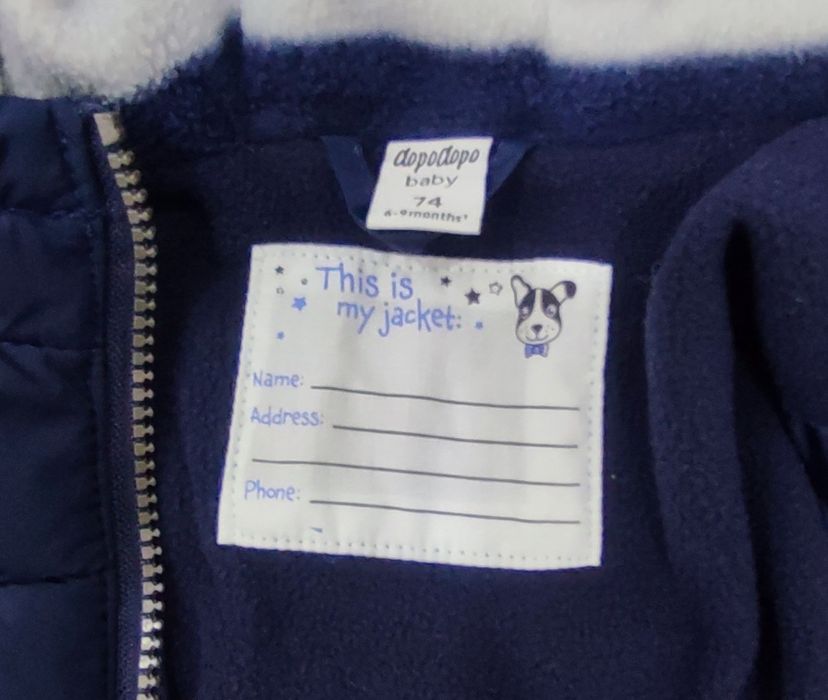 dopodopo
baby
74
6-9months
This is
my jacket:
Name:
Address:
Phone: